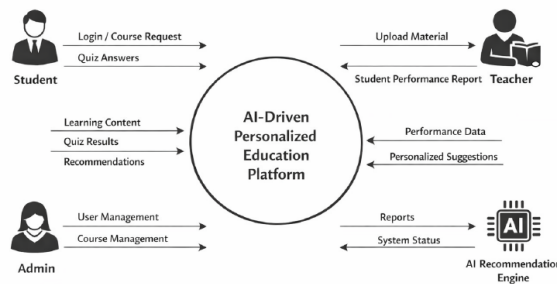 Login / Course Request
Quiz Answers
Student
Upload Material
Student Performance Report
Teacher
AI-Driven
Personalized
Education
Platform
Learning Content
Quiz Results
Recommendations
Performance Data
Personalized Suggestions
User Management
Course Management
Admin
Reports
System Status
AI
AI Recommendation
Engine